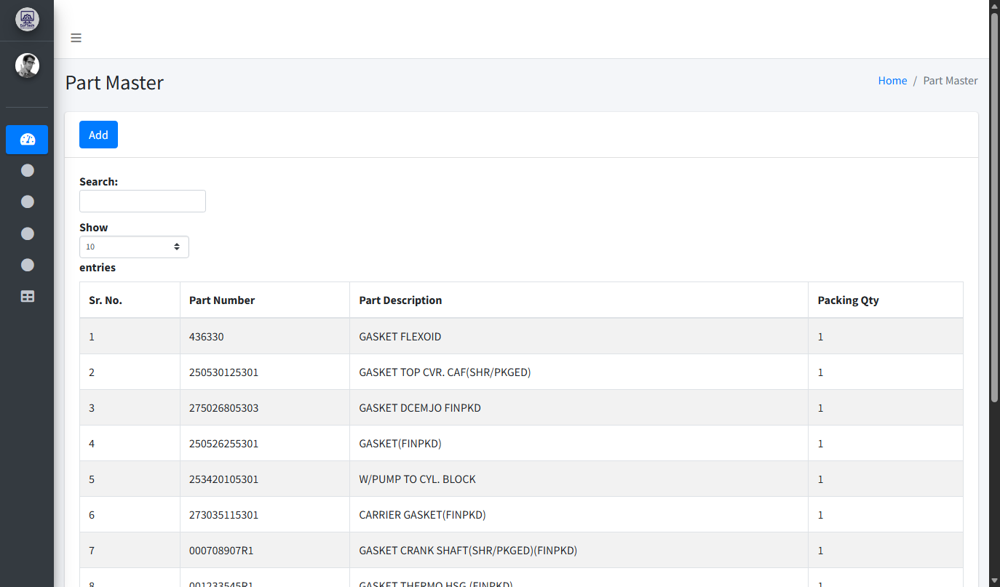 SofTech
Part Master
Home / Part Master
Add
Search:
Show
10
entries
Sr. No. Part Number Part Description Packing Qty
1 436330 GASKET FLEXOID 1
2 250530125301 GASKET TOP CVR. CAF(SHR/PKGED) 1
3 275026805303 GASKET DCEMJO FINPKD 1
4 250526255301 GASKET(FINPKD) 1
5 253420105301 W/PUMP TO CYL. BLOCK 1
6 273035115301 CARRIER GASKET(FINPKD) 1
7 000708907R1 GASKET CRANK SHAFT(SHR/PKGED)(FINPKD) 1
8 001233545R1 GASKET THERMO HSG.(FINPKD) 1